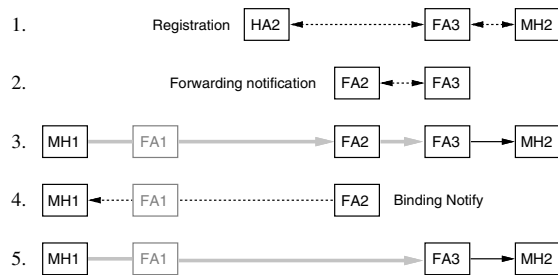 1. Registration HA2 FA3 MH2
2. Forwarding notification FA2 FA3
3. MH1 FA1 FA2 FA3 MH2
4. MH1 FA1 FA2 Binding Notify
5. MH1 FA1 FA3 MH2